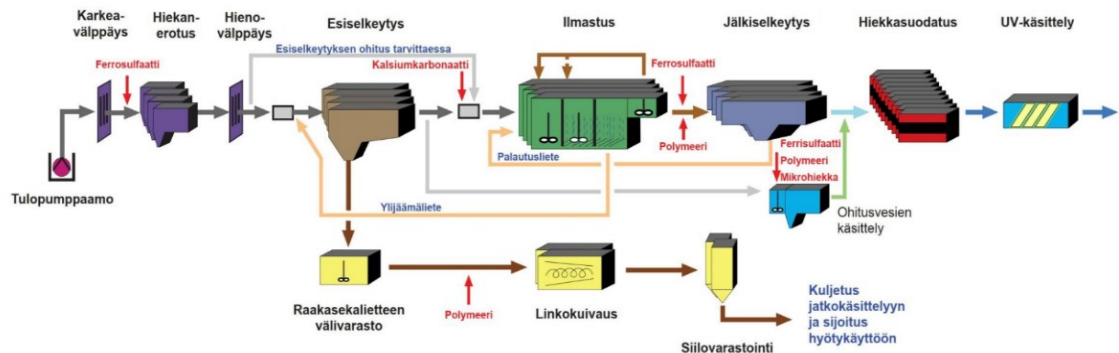 Karkea-
välppäys
Hiekan-
erotus
Hieno-
välppäys
Esiselkeytys
Ilmastus
Jälkiselkeytys
Hiekkasuodatus
UV-käsittely
Esiselkeytyksen ohitus tarvittaessa
Ferrosulfaatti
Kalsiumkarbonaatti
Ferrosulfaatti
Polymeeri
Palautusliete
Ferrisulfaatti
Polymeeri
Mikrohiekka
Tulopumppaamo
Ylijäämäliete
Ohitusvesien
käsittely
Raakasekalietteen
välivarasto
Polymeeri
Linkokuivaus
Siilovarastointi
Kuljetus
jatkokäsittelyyn
ja sijoitus
hyötykäyttöön